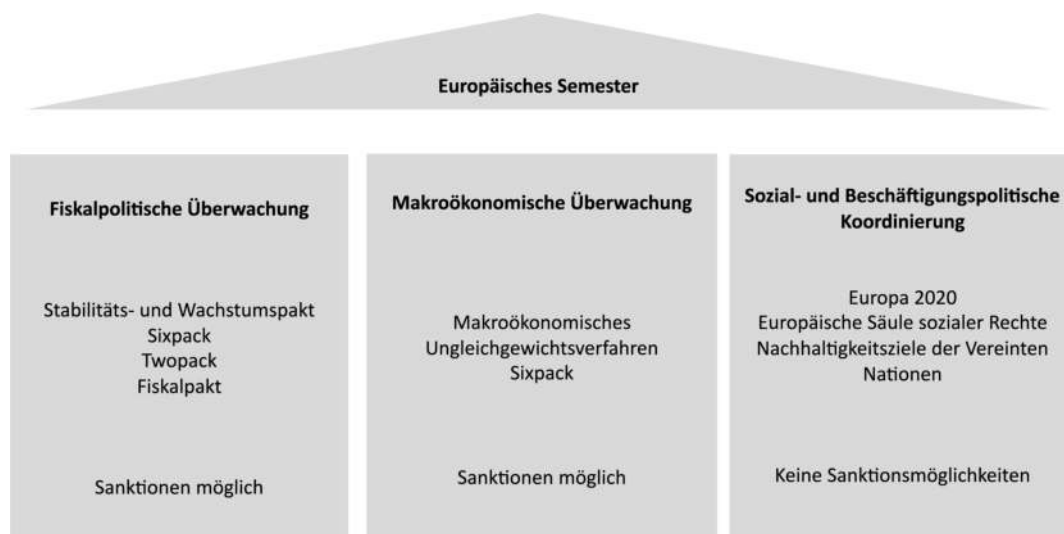 Europäisches Semester
Fiskalpolitische Überwachung
Stabilitäts- und Wachstumspakt
Sixpack
Twopack
Fiskalpakt
Sanktionen möglich
Makroökonomische Überwachung
Makroökonomisches
Ungleichgewichtsverfahren
Sixpack
Sanktionen möglich
Sozial- und Beschäftigungspolitische
Koordinierung
Europa 2020
Europäische Säule sozialer Rechte
Nachhaltigkeitsziele der Vereinten
Nationen
Keine Sanktionsmöglichkeiten